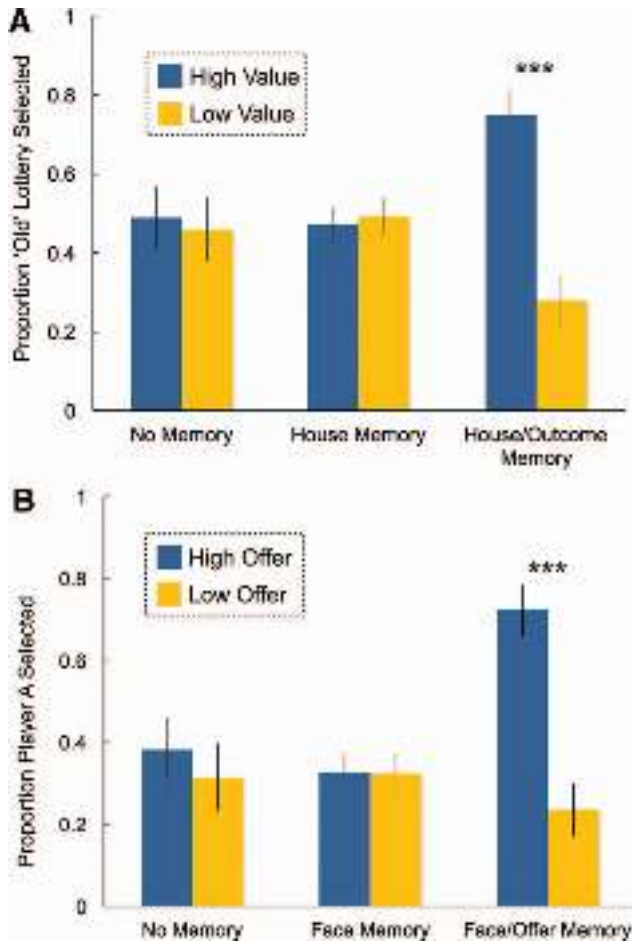 A
Proportion 'Old' Lottery Selected
1
0.8
0.6
0.4
0.2
0
High Value
Low Value
***
No Memory
House Memory
House/Outcome
Memory
B
Proportion Player A Selected
1
0.8
0.6
0.4
0.2
0
High Offer
Low Offer
***
No Memory
Face Memory
Face/Offer Memory